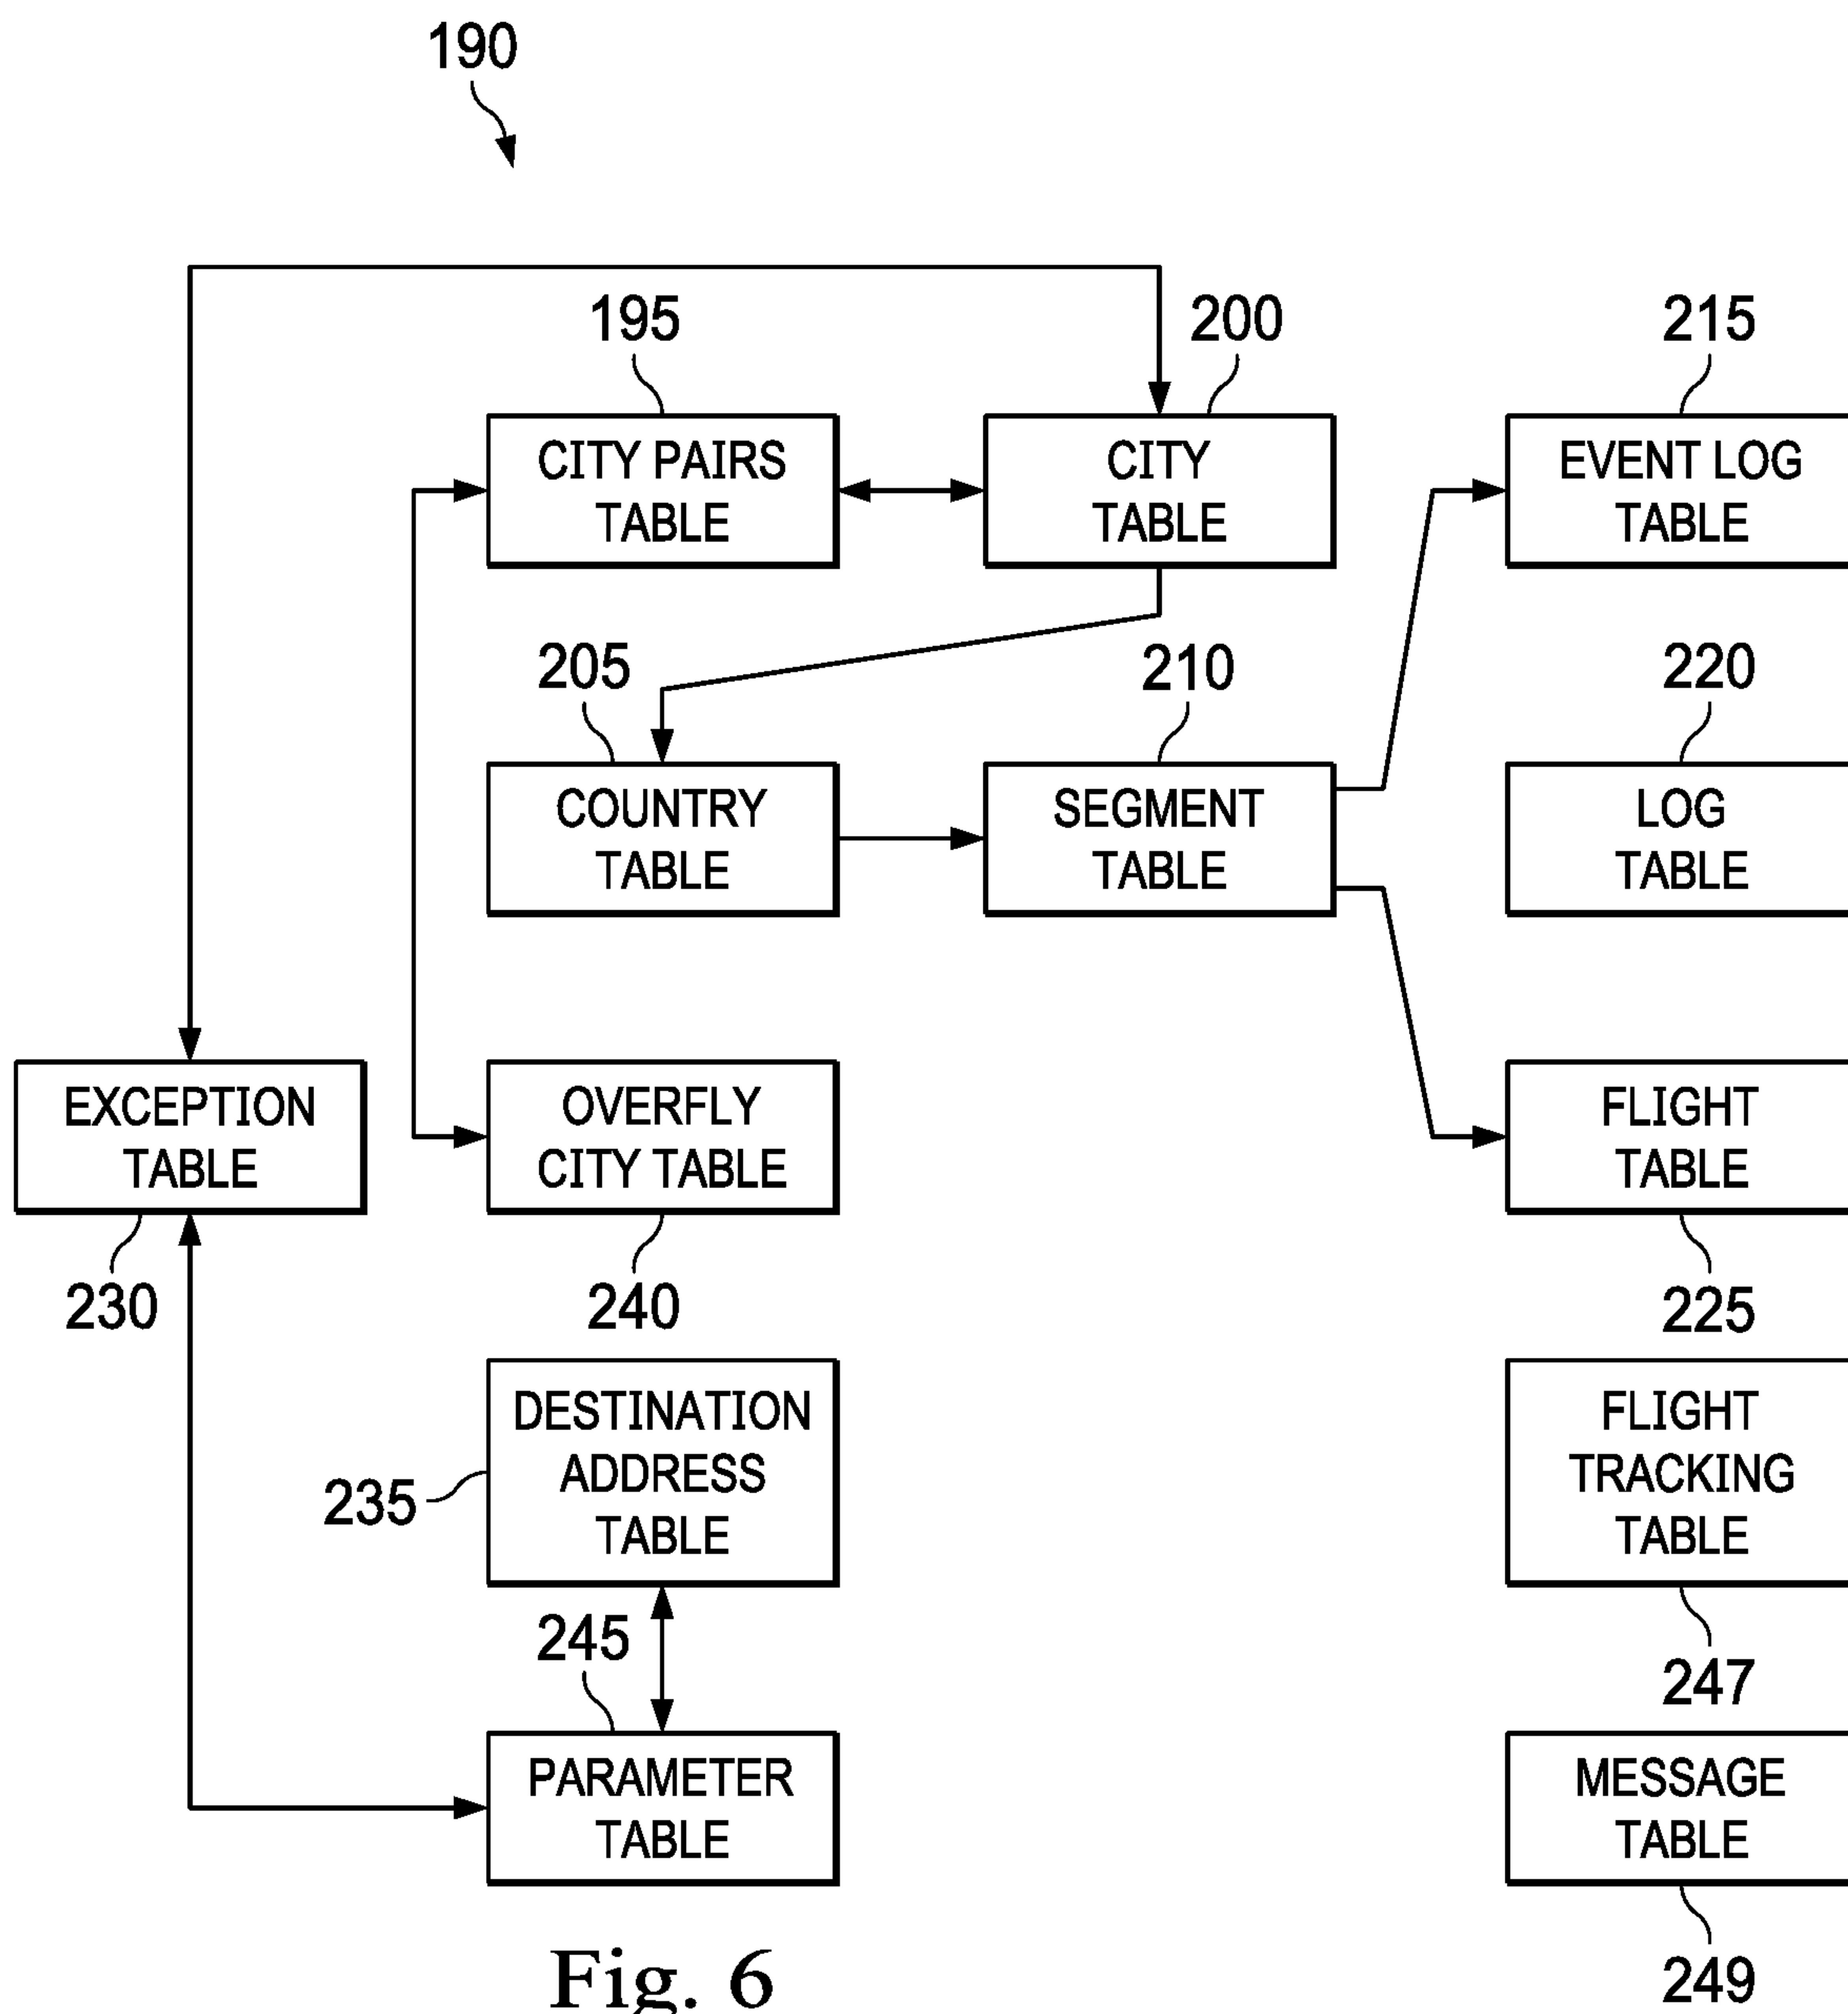 190
195
200
215
CITY PAIRS
TABLE
CITY
TABLE
EVENT LOG
TABLE
205
210
220
COUNTRY
TABLE
SEGMENT
TABLE
LOG
TABLE
EXCEPTION
TABLE
OVERFLY
CITY TABLE
FLIGHT
TABLE
230
240
225
DESTINATION
ADDRESS
TABLE
235
FLIGHT
TRACKING
TABLE
245
247
PARAMETER
TABLE
MESSAGE
TABLE
249
Fig. 6